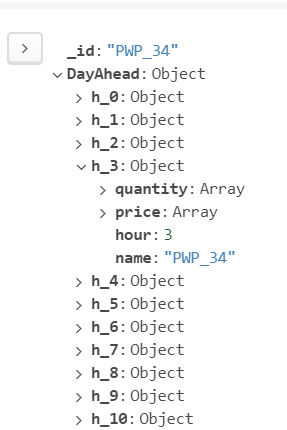 _id: "PWP_34"
DayAhead: Object
h_0: Object
h_1: Object
h_2: Object
h_3: Object
quantity: Array
price: Array
hour: 3
name: "PWP_34"
h_4: Object
h_5: Object
h_6: Object
h_7: Object
h_8: Object
h_9: Object
h_10: Object